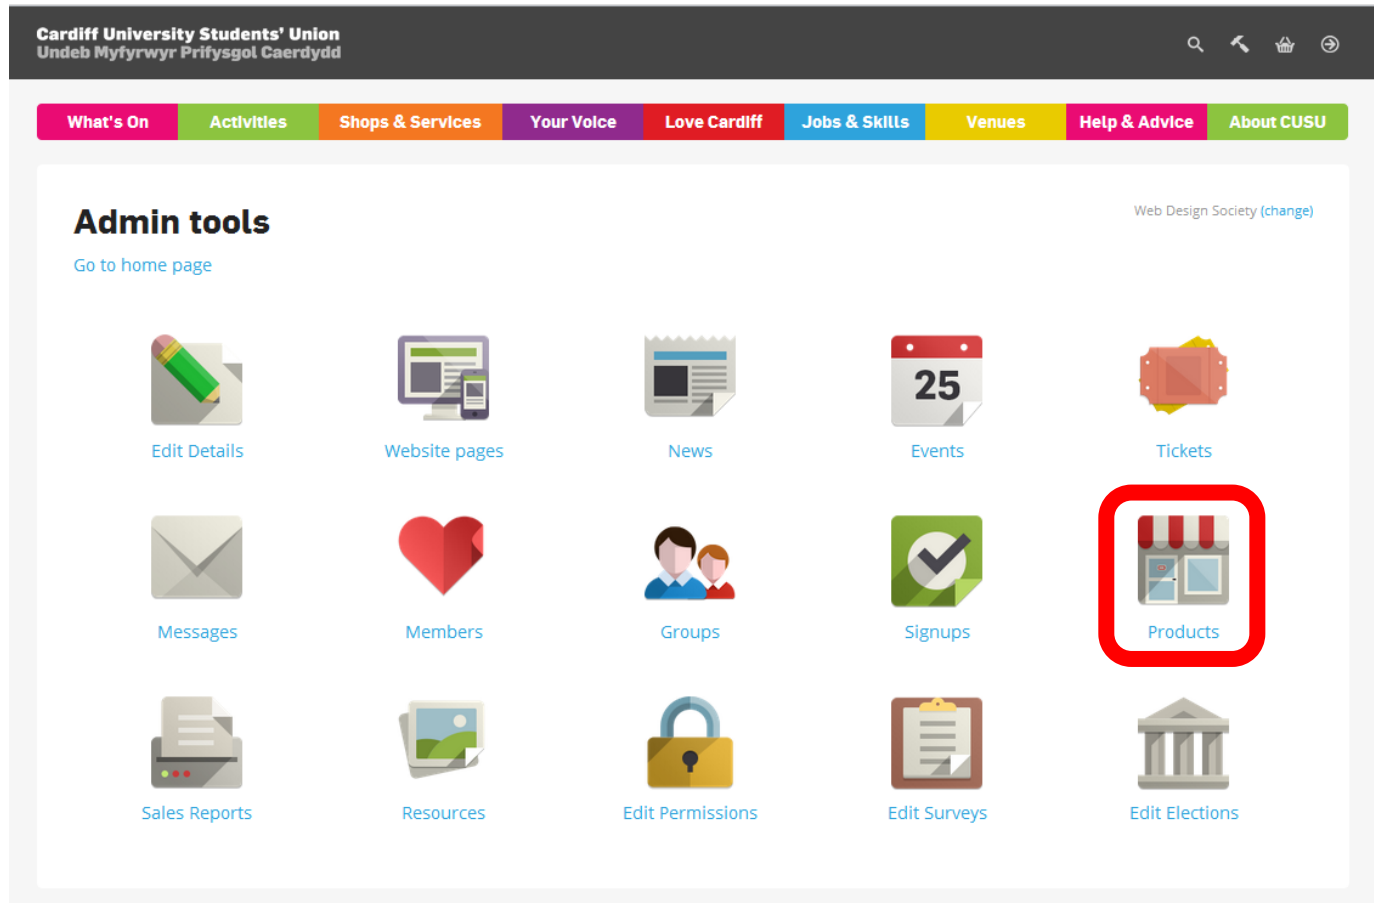 Cardiff University Students' Union
Undeb Myfyrwyr Prifysgol Caerdydd
What's On Activities Shops & Services Your Voice Love Cardiff Jobs & Skills Venues Help & Advice About CUSU
Admin tools
Web Design Society (change)
Go to home page
25
Edit Details Website pages News Events Tickets
Messages Members Groups Signups Products
Sales Reports Resources Edit Permissions Edit Surveys Edit Elections